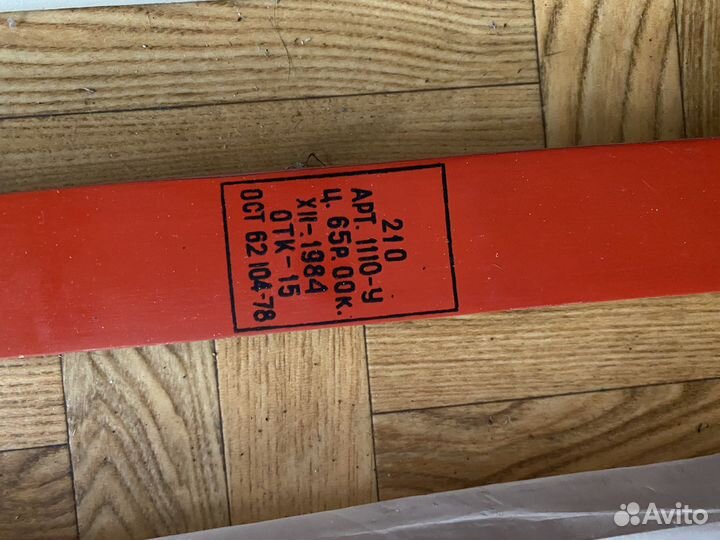 210
АРТ. 1110-У
Ц. 65Р. 00К.
XII-.1984
ОТК-15
ОСТ 62 104-78
Avito